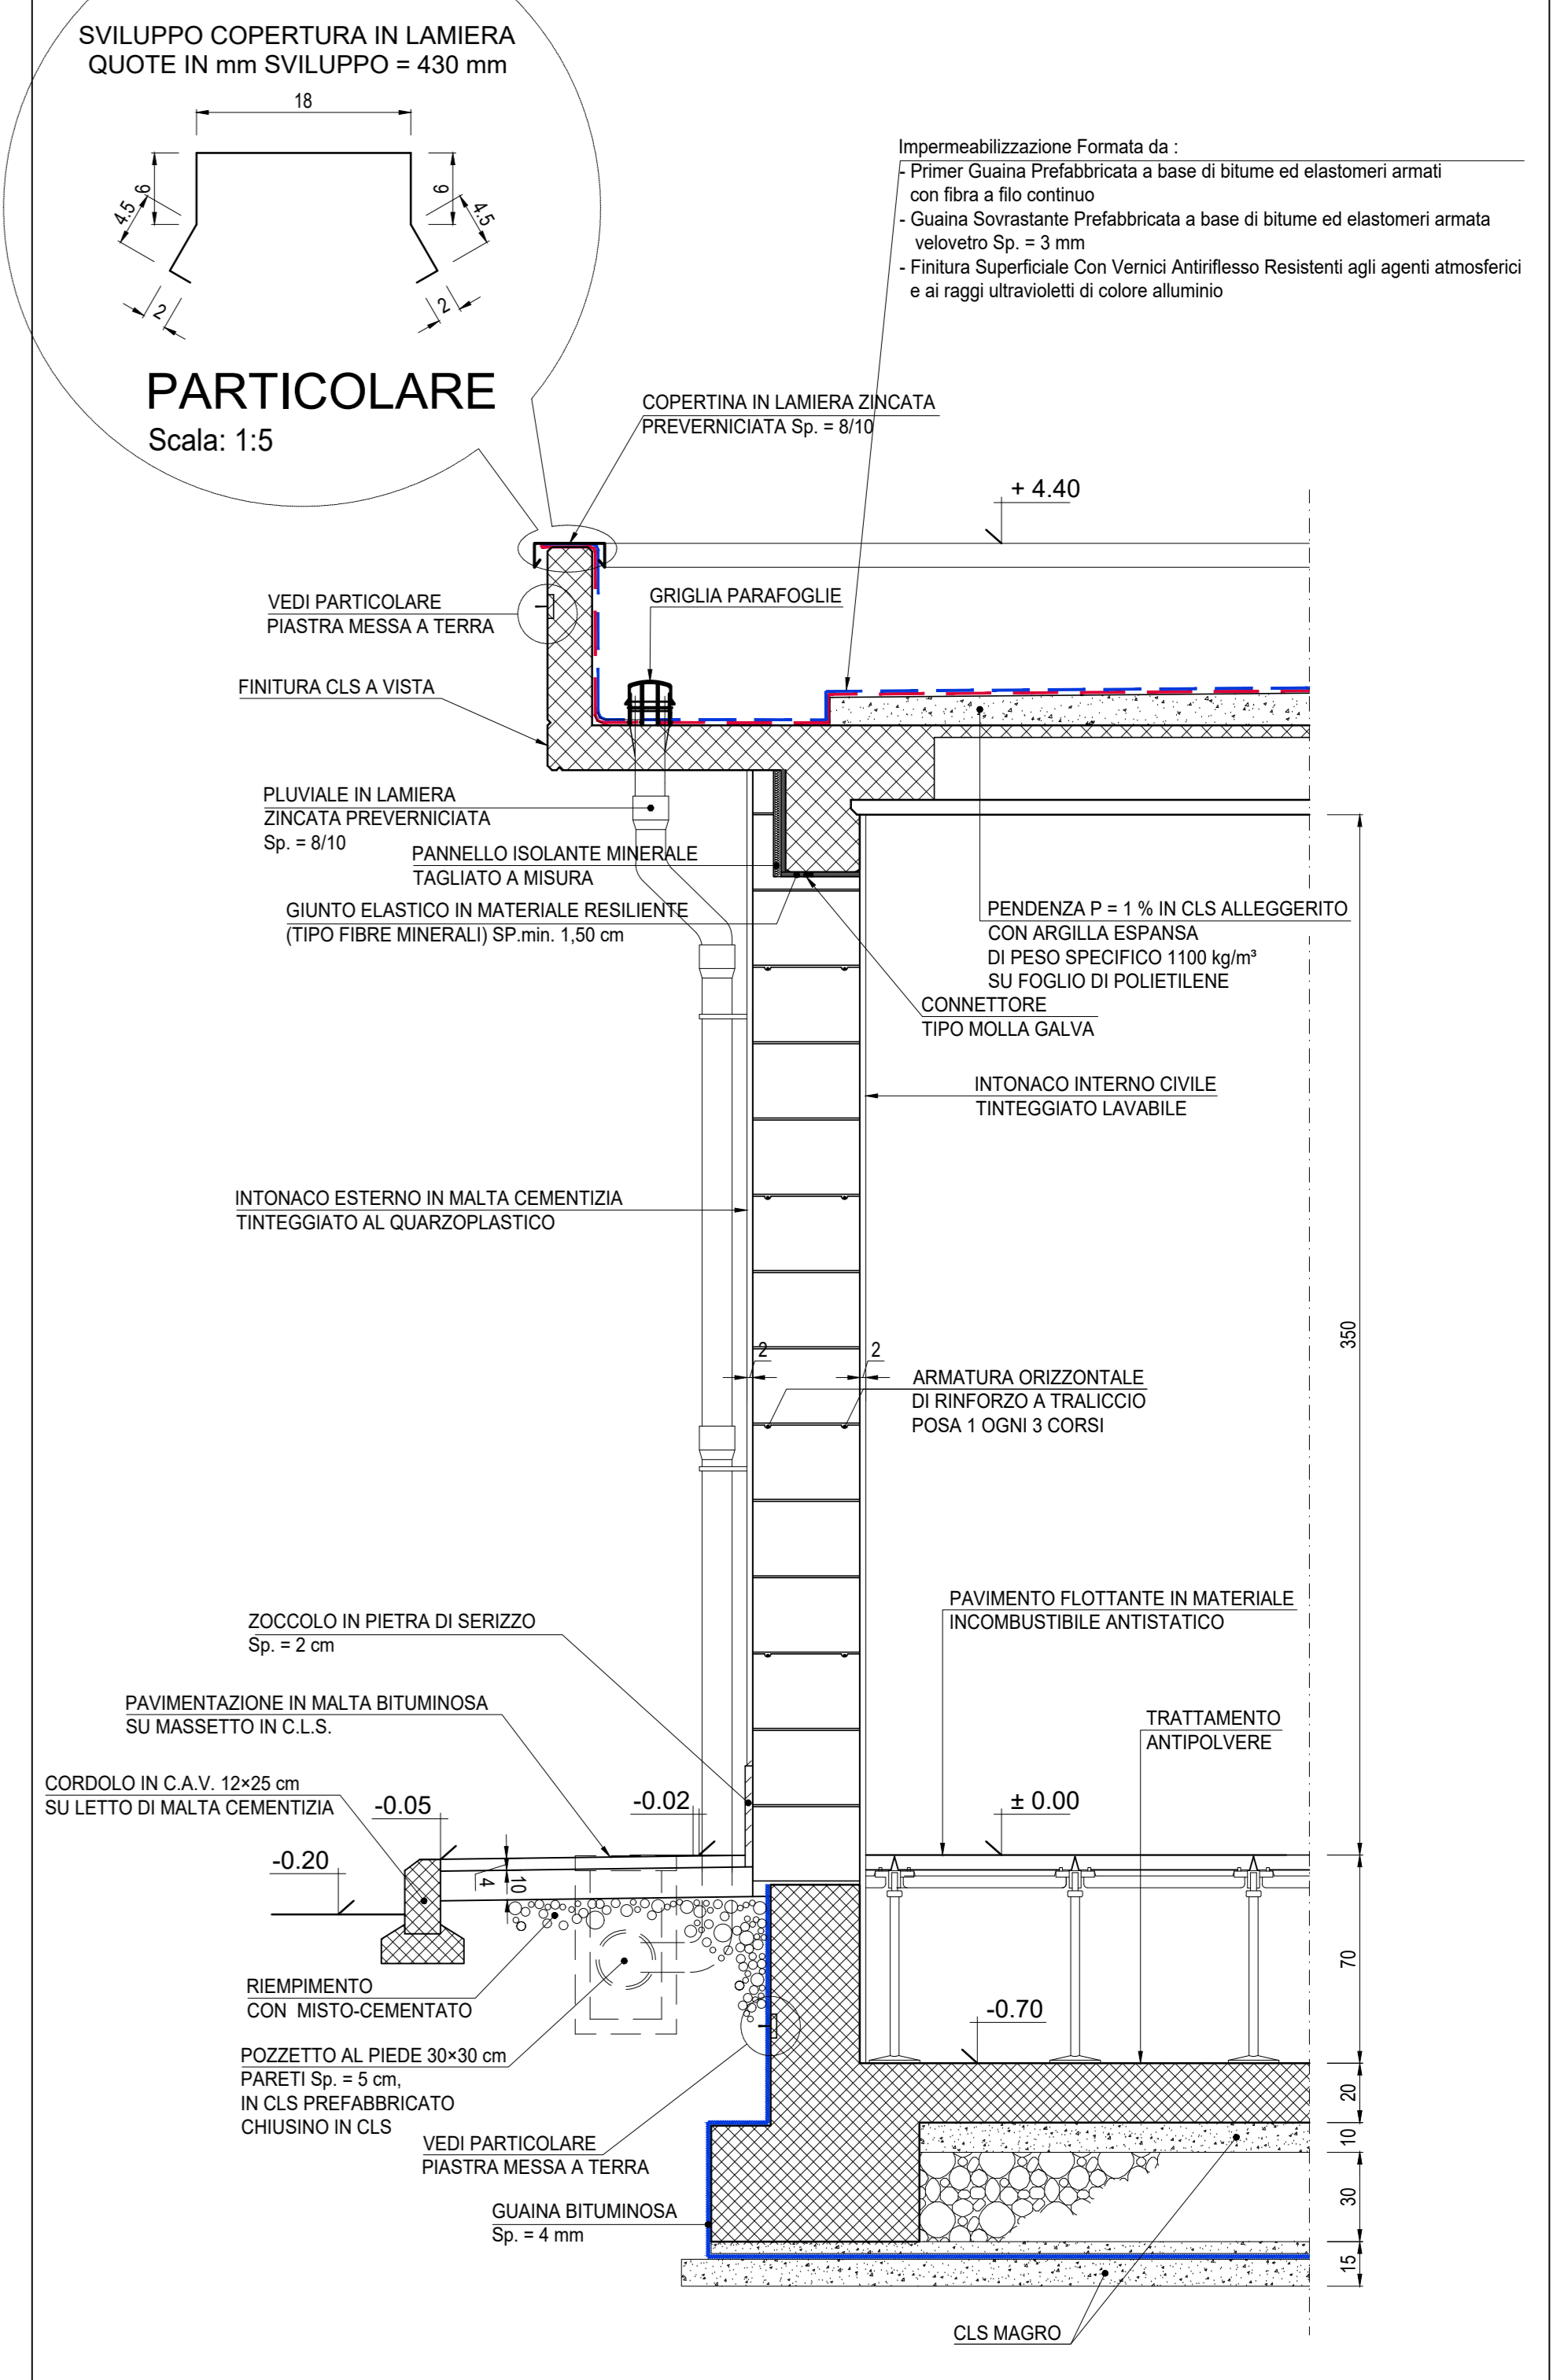 SVILUPPO COPERTURA IN LAMIERA
QUOTE IN mm SVILUPPO = 430 mm
18
6
6
4.5
4.5
2
2
PARTICOLARE
Scala: 1:5
Impermeabilizzazione Formata da :
- Primer Guaina Prefabbricata a base di bitume ed elastomeri armati
con fibra a filo continuo
- Guaina Sovrastante Prefabbricata a base di bitume ed elastomeri armata
velovetro Sp. = 3 mm
- Finitura Superficiale Con Vernici Antiriflesso Resistenti agli agenti atmosferici
e ai raggi ultravioletti di colore alluminio
COPERTINA IN LAMIERA ZINCATA
PREVERNICIATA Sp. = 8/10
+ 4.40
VEDI PARTICOLARE
PIASTRA MESSA A TERRA
GRIGLIA PARAFOGLIE
FINITURA CLS A VISTA
PLUVIALE IN LAMIERA
ZINCATA PREVERNICIATA
Sp. = 8/10
PANNELLO ISOLANTE MINERALE
TAGLIATO A MISURA
GIUNTO ELASTICO IN MATERIALE RESILIENTE
(TIPO FIBRE MINERALI) SP.min. 1,50 cm
PENDENZA P = 1 % IN CLS ALLEGGERITO
CON ARGILLA ESPANSA
DI PESO SPECIFICO 1100 kg/m³
SU FOGLIO DI POLIETILENE
CONNETTORE
TIPO MOLLA GALVA
INTONACO INTERNO CIVILE
TINTEGGIATO LAVABILE
INTONACO ESTERNO IN MALTA CEMENTIZIA
TINTEGGIATO AL QUARZOPLASTICO
350
2
2
ARMATURA ORIZZONTALE
DI RINFORZO A TRALICCIO
POSA 1 OGNI 3 CORSI
PAVIMENTO FLOTTANTE IN MATERIALE
INCOMBUSTIBILE ANTISTATICO
ZOCCOLO IN PIETRA DI SERIZZO
Sp. = 2 cm
PAVIMENTAZIONE IN MALTA BITUMINOSA
SU MASSETTO IN C.L.S.
TRATTAMENTO
ANTIPOLVERE
CORDOLO IN C.A.V. 12×25 cm
SU LETTO DI MALTA CEMENTIZIA
-0.05
-0.02
± 0.00
-0.20
4
10
70
RIEMPIMENTO
CON MISTO-CEMENTATO
-0.70
POZZETTO AL PIEDE 30×30 cm
PARETI Sp. = 5 cm,
IN CLS PREFABBRICATO
CHIUSINO IN CLS
20
10
VEDI PARTICOLARE
PIASTRA MESSA A TERRA
30
GUAINA BITUMINOSA
Sp. = 4 mm
15
CLS MAGRO